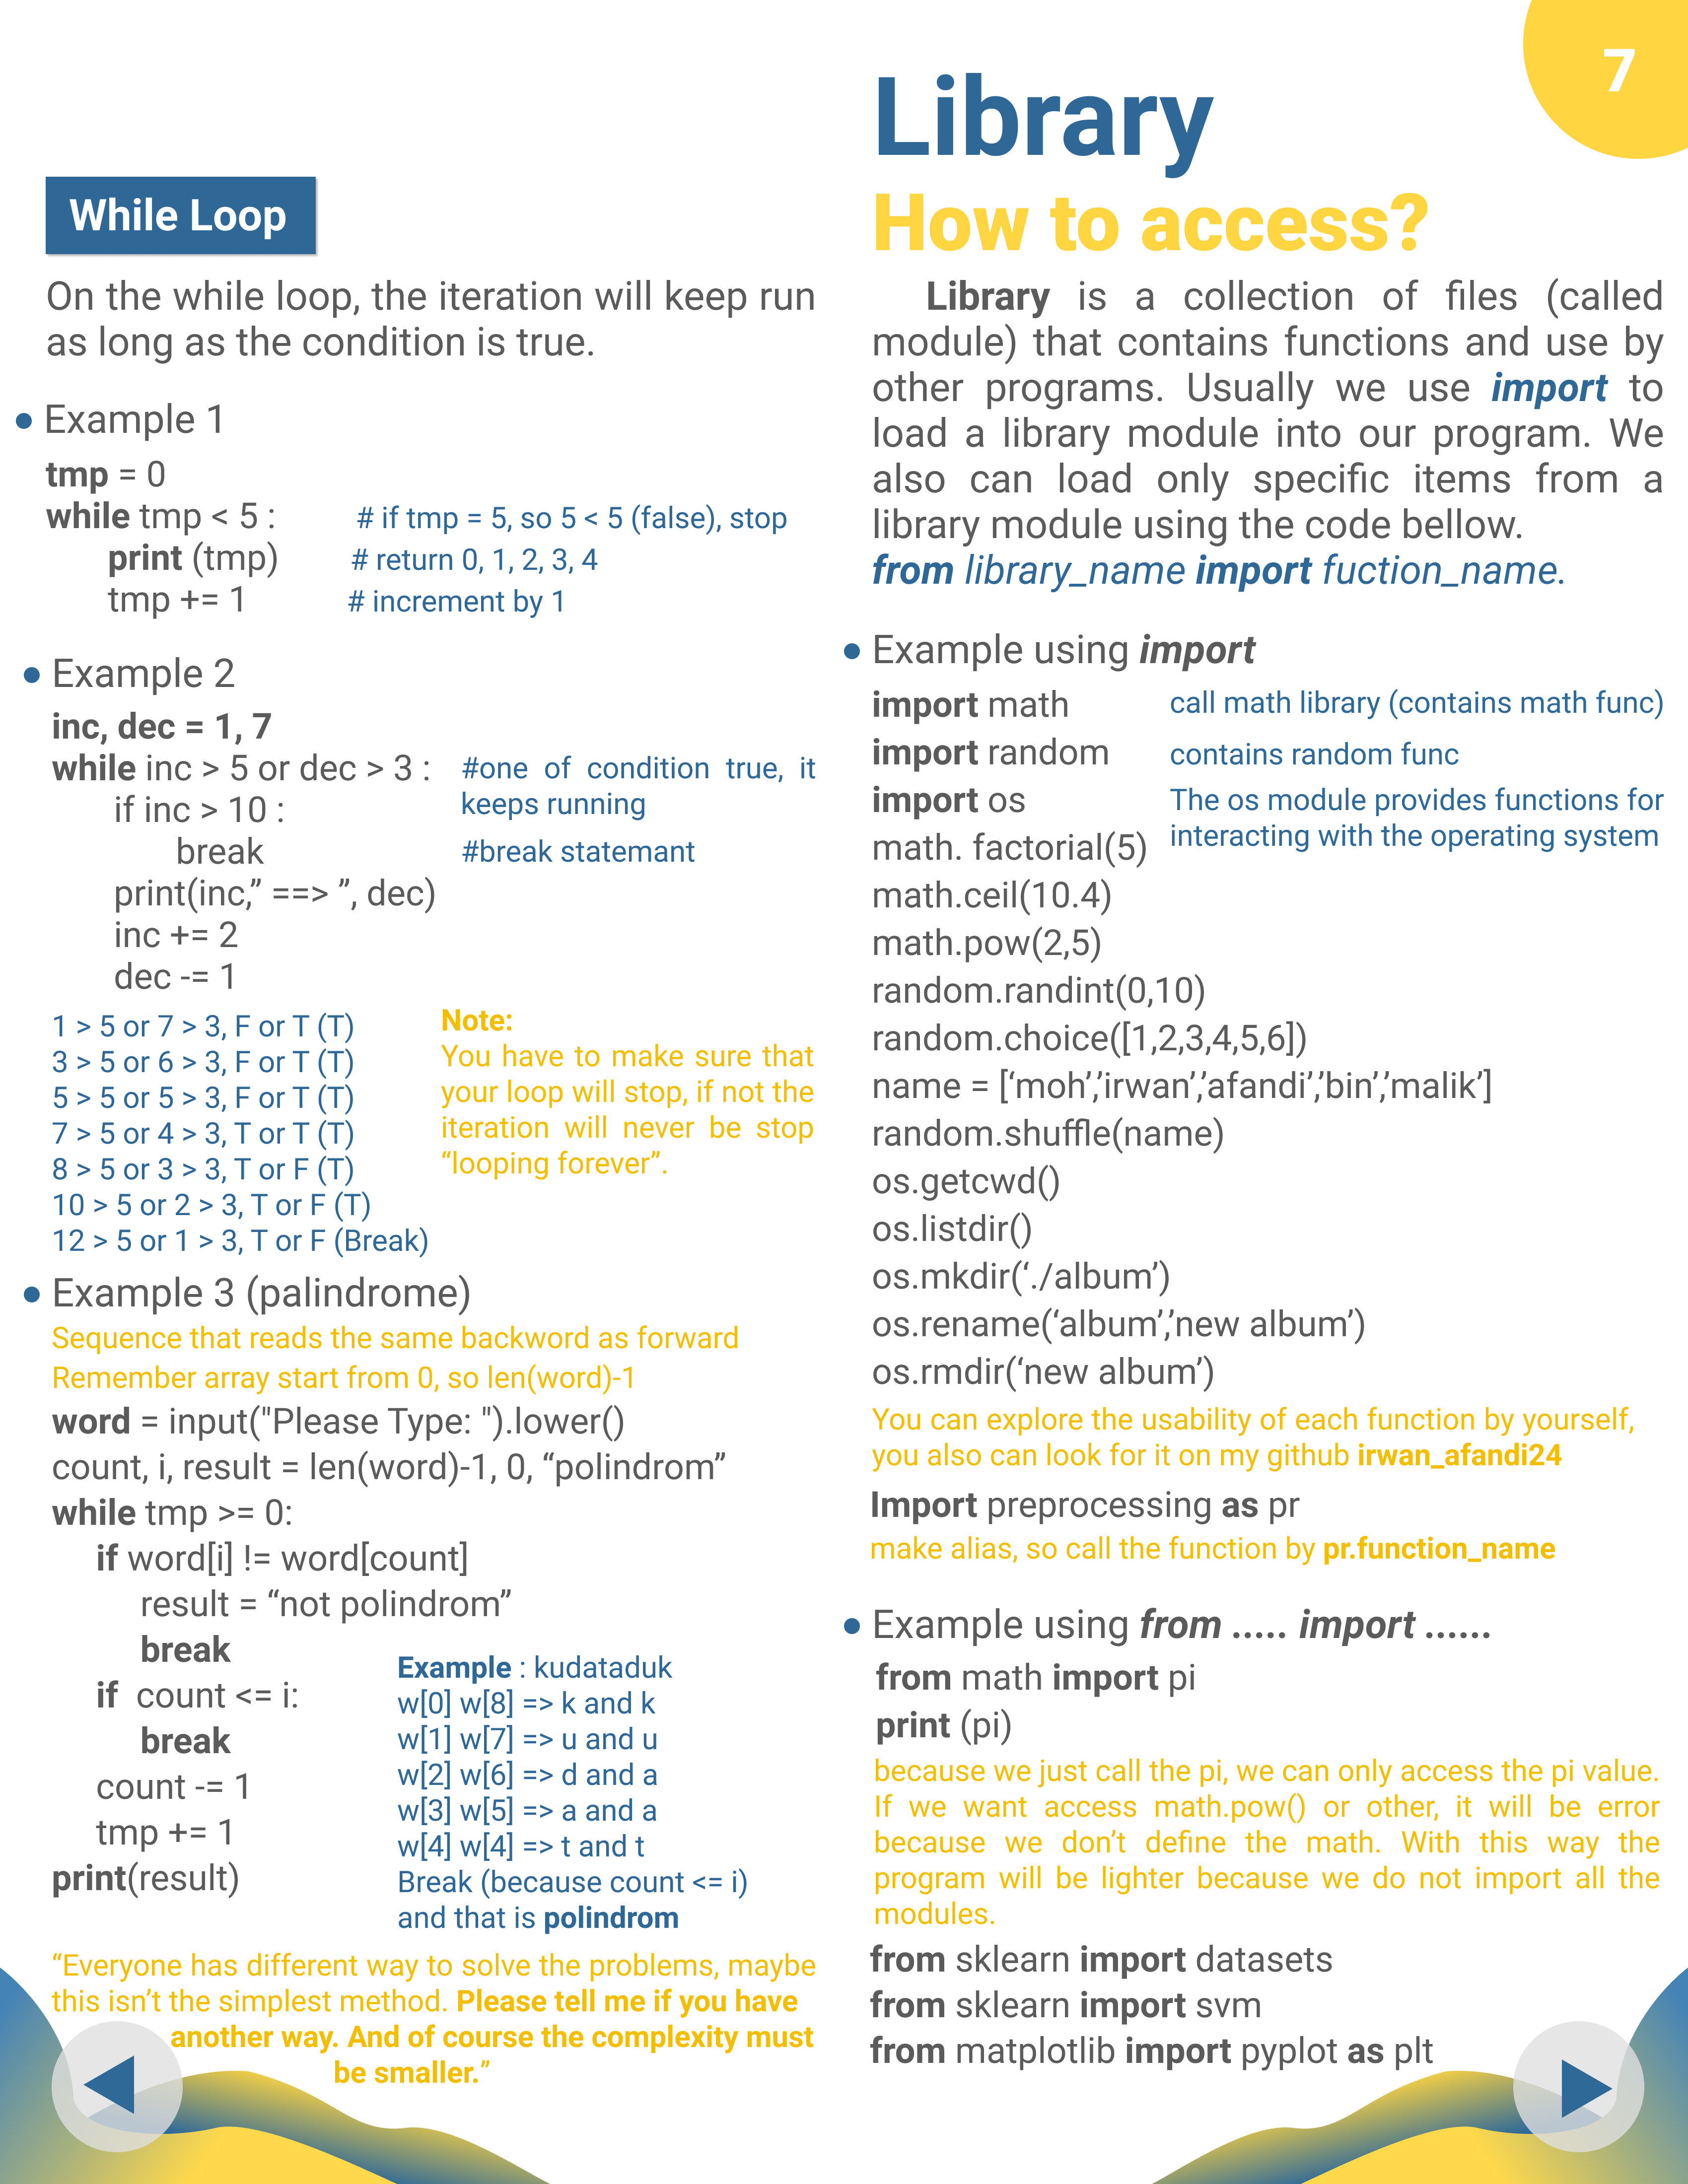 7
While Loop
On the while loop, the iteration will keep run
as long as the condition is true.
Example 1
tmp = 0
while tmp < 5 : # if tmp = 5, so 5 < 5 (false), stop
print (tmp) # return 0, 1, 2, 3, 4
tmp += 1 # increment by 1
Example 2
inc, dec = 1, 7
while inc > 5 or dec > 3 : #one of condition true, it
keeps running
if inc > 10 :
break #break statemant
print(inc,” ==> ”, dec)
inc += 2
dec -= 1
1 > 5 or 7 > 3, F or T (T)
3 > 5 or 6 > 3, F or T (T)
5 > 5 or 5 > 3, F or T (T)
7 > 5 or 4 > 3, T or T (T)
8 > 5 or 3 > 3, T or F (T)
10 > 5 or 2 > 3, T or F (T)
12 > 5 or 1 > 3, T or F (Break)
Note:
You have to make sure that
your loop will stop, if not the
iteration will never be stop
“looping forever”.
Example 3 (palindrome)
Sequence that reads the same backword as forward
Remember array start from 0, so len(word)-1
word = input("Please Type: ").lower()
count, i, result = len(word)-1, 0, “polindrom”
while tmp >= 0:
if word[i] != word[count]
result = “not polindrom”
break
if count <= i:
break
count -= 1
tmp += 1
print(result)
Example : kudataduk
w[0] w[8] => k and k
w[1] w[7] => u and u
w[2] w[6] => d and a
w[3] w[5] => a and a
w[4] w[4] => t and t
Break (because count <= i)
and that is polindrom
“Everyone has different way to solve the problems, maybe
this isn’t the simplest method. Please tell me if you have
another way. And of course the complexity must
be smaller.”
Library
How to access?
Library is a collection of files (called
module) that contains functions and use by
other programs. Usually we use import to
load a library module into our program. We
also can load only specific items from a
library module using the code bellow.
from library_name import fuction_name.
Example using import
import math call math library (contains math func)
import random contains random func
import os The os module provides functions for
interacting with the operating system
math. factorial(5)
math.ceil(10.4)
math.pow(2,5)
random.randint(0,10)
random.choice([1,2,3,4,5,6])
name = [‘moh’,’irwan’,’afandi’,’bin’,’malik’]
random.shuffle(name)
os.getcwd()
os.listdir()
os.mkdir(‘./album’)
os.rename(‘album’,’new album’)
os.rmdir(‘new album’)
You can explore the usability of each function by yourself,
you also can look for it on my github irwan_afandi24
Import preprocessing as pr
make alias, so call the function by pr.function_name
Example using from ..... import ......
from math import pi
print (pi)
because we just call the pi, we can only access the pi value.
If we want access math.pow() or other, it will be error
because we don’t define the math. With this way the
program will be lighter because we do not import all the
modules.
from sklearn import datasets
from sklearn import svm
from matplotlib import pyplot as plt